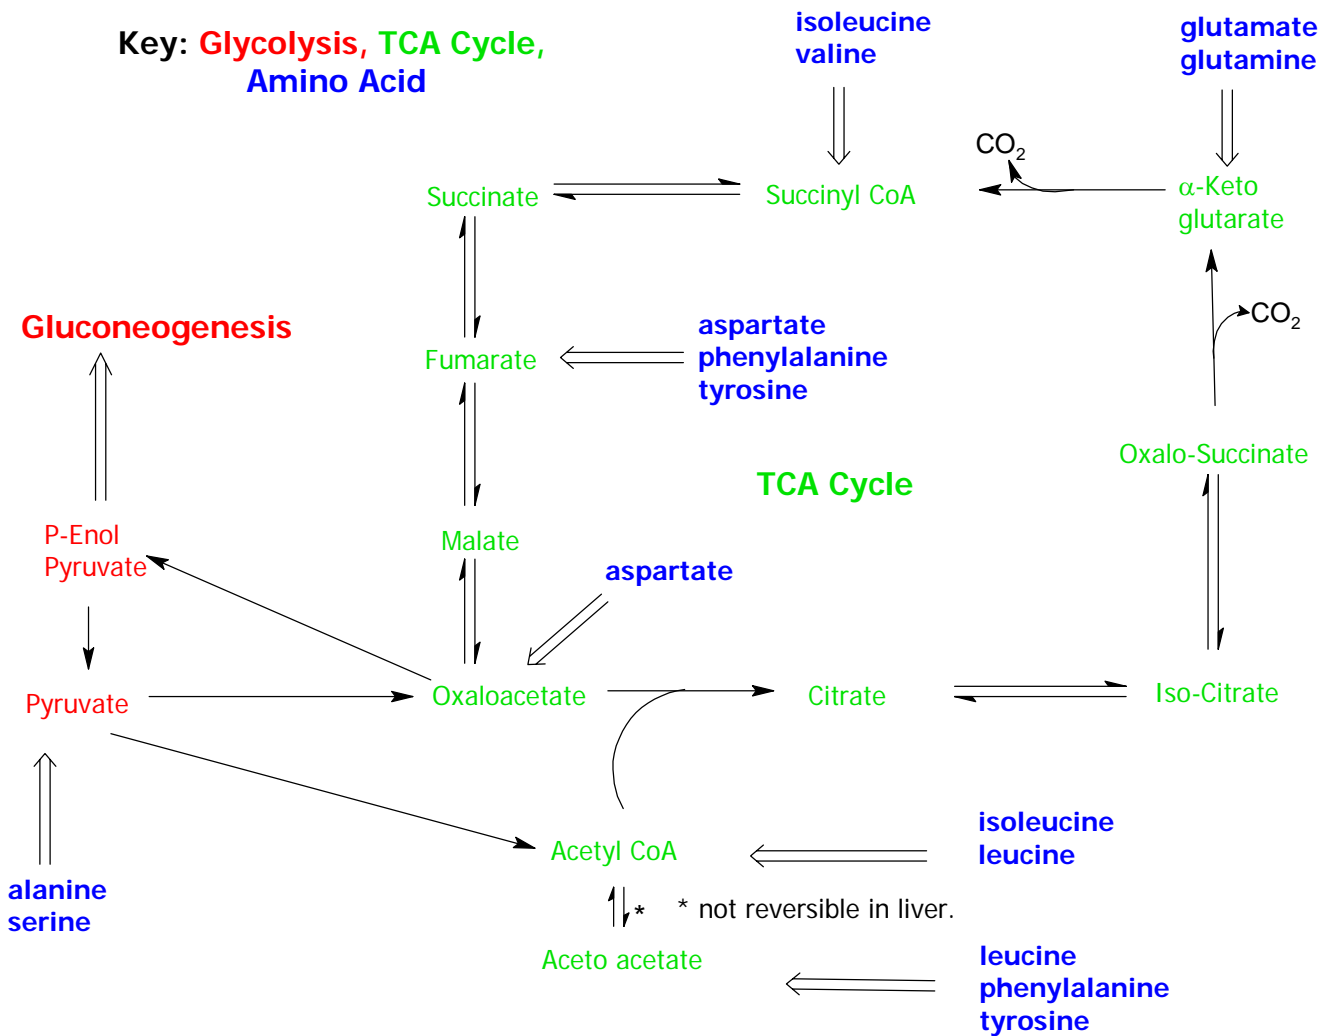 Key: Glycolysis, TCA Cycle,
Amino Acid
isoleucine
valine
glutamate
glutamine
CO2
Succinate
Succinyl CoA
α-Keto
glutarate
Gluconeogenesis
CO2
aspartate
phenylalanine
tyrosine
Fumarate
Oxalo-Succinate
TCA Cycle
P-Enol
Pyruvate
Malate
aspartate
Pyruvate
Oxaloacetate
Citrate
Iso-Citrate
isoleucine
leucine
Acetyl CoA
alanine
serine
*
* not reversible in liver.
Aceto acetate
leucine
phenylalanine
tyrosine